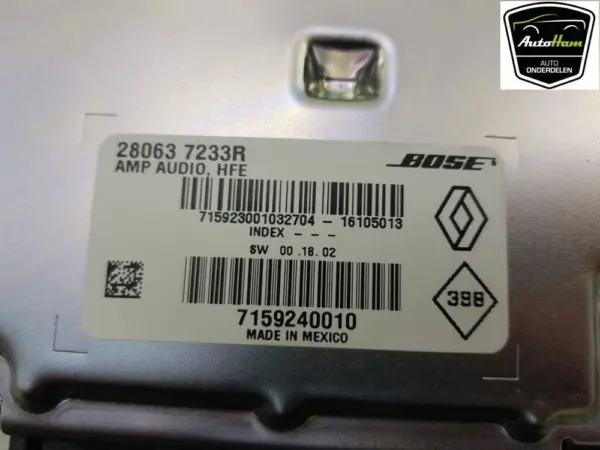 AutoHam
AUTO
ONDERDELEN
28063 7233R
AMP AUDIO. HFE
BOSE
715923001032704 - 16105013
INDEX - - -
SW 00 .18. 02
398
7159240010
MADE IN MEXICO